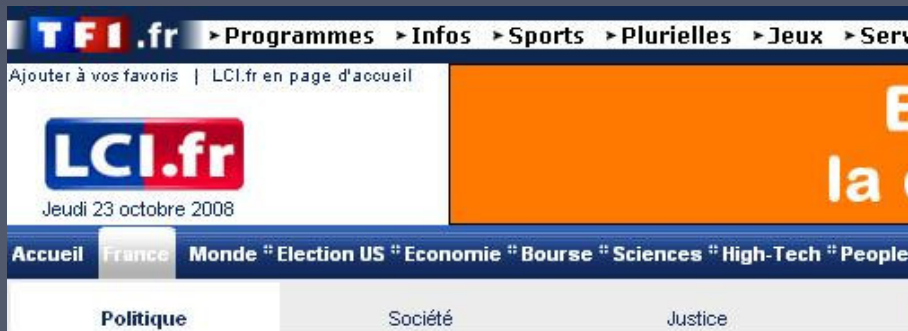 TF1.fr ▸Programmes ▸Infos ▸Sports ▸Plurielles ▸Jeux ▸Serv
Ajouter à vos favoris | LCI.fr en page d'accueil
LCI.fr
Jeudi 23 octobre 2008
la
Accueil France Monde Election US Economie Bourse Sciences High-Tech People
Politique Société Justice